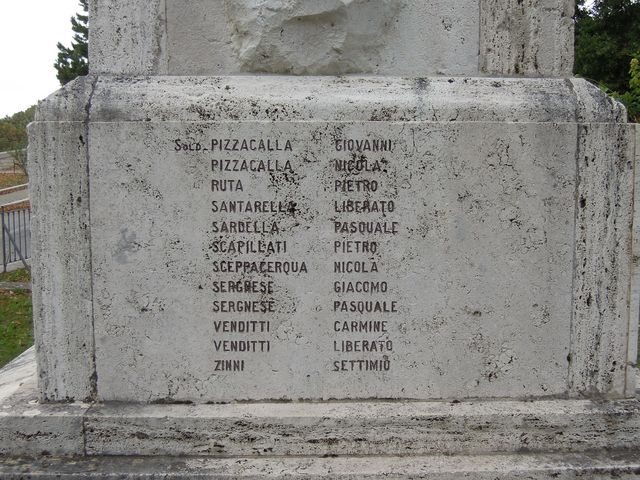 SOLD. PIZZACALLA GIOVANNI
PIZZACALLA NICOLA
RUTA PIETRO
SANTARELLA LIBERATO
SARDELLA PASQUALE
SCAPILLATI PIETRO
SCEPPACERQUA NICOLA
SERGNESE GIACOMO
SERGNESE PASQUALE
VENDITTI CARMINE
VENDITTI LIBERATO
ZINNI SETTIMIO